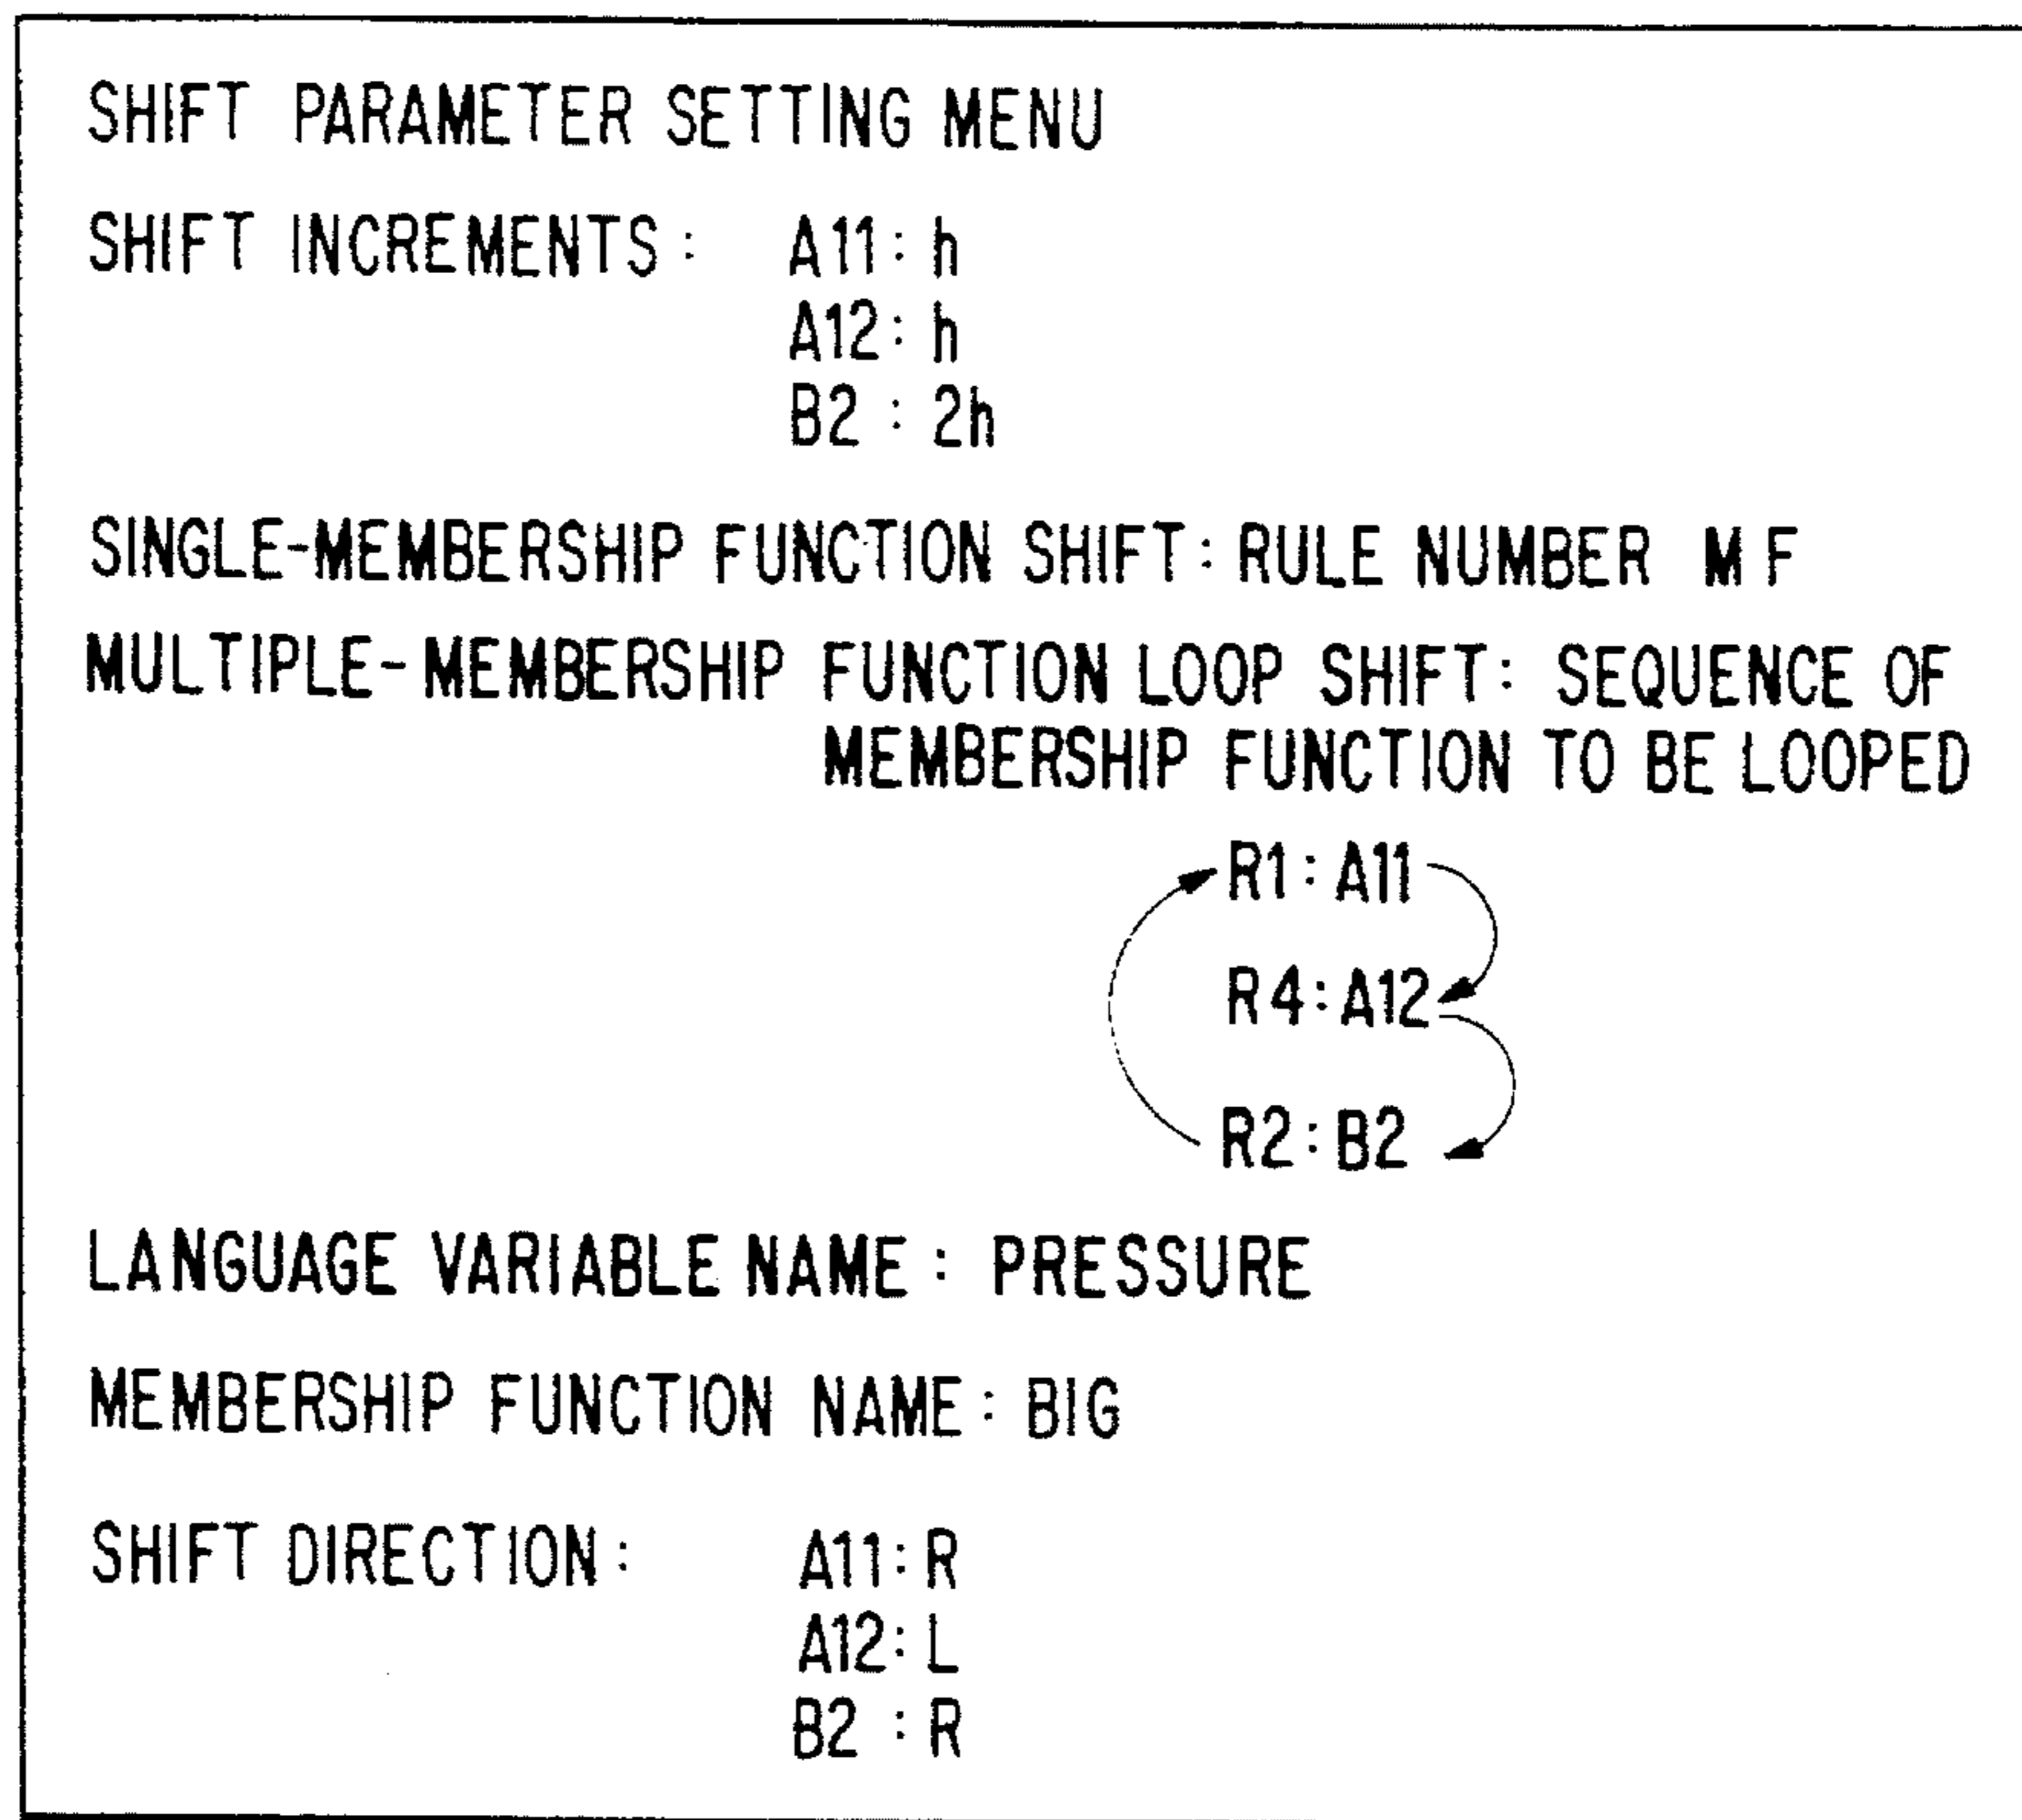 SHIFT PARAMETER SETTING MENU
SHIFT INCREMENTS: A11: h
A12: h
B2 : 2h
SINGLE-MEMBERSHIP FUNCTION SHIFT: RULE NUMBER M F
MULTIPLE-MEMBERSHIP FUNCTION LOOP SHIFT: SEQUENCE OF
MEMBERSHIP FUNCTION TO BE LOOPED
R1: A11
R4: A12
R2: B2
LANGUAGE VARIABLE NAME: PRESSURE
MEMBERSHIP FUNCTION NAME: BIG
SHIFT DIRECTION: A11: R
A12: L
B2 : R